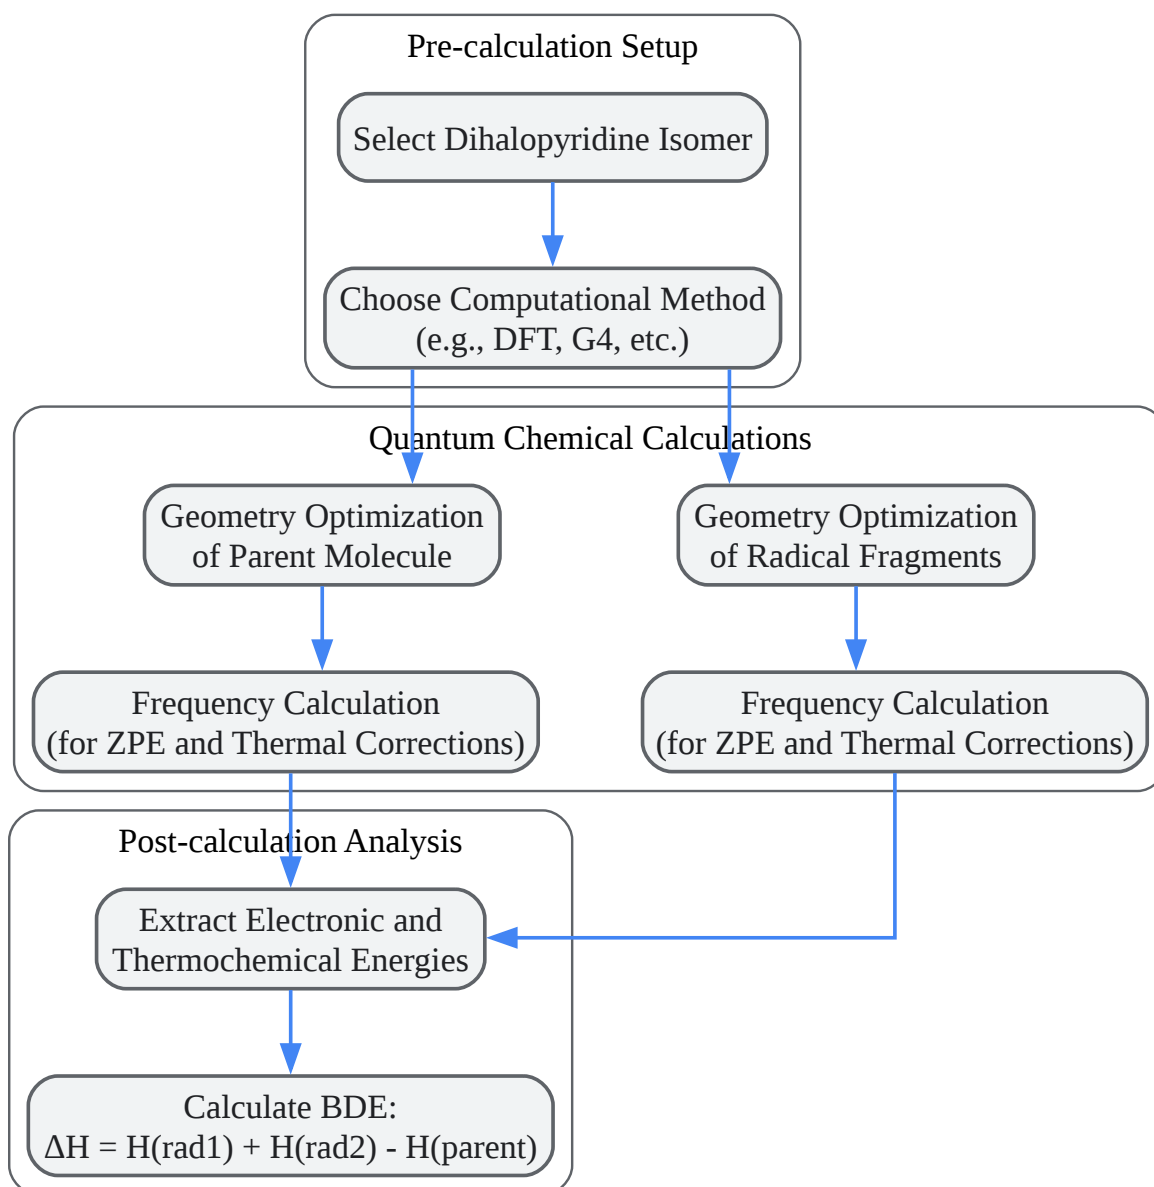 Pre-calculation Setup
Select Dihalopyridine Isomer
Choose Computational Method
(e.g., DFT, G4, etc.)
Quantum Chemical Calculations
Geometry Optimization
of Parent Molecule
Geometry Optimization
of Radical Fragments
Frequency Calculation
(for ZPE and Thermal Corrections)
Frequency Calculation
(for ZPE and Thermal Corrections)
Post-calculation Analysis
Extract Electronic and
Thermochemical Energies
Calculate BDE:
ΔH = H(rad1) + H(rad2) - H(parent)